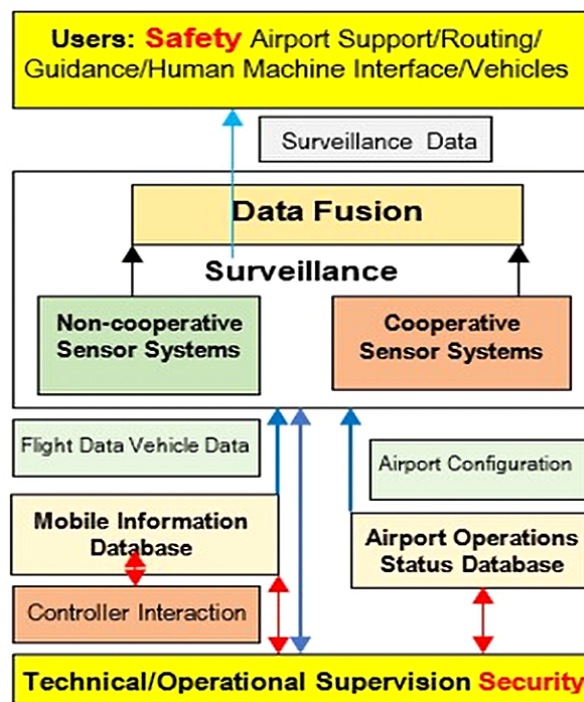 Users: Safety Airport Support/Routing/
Guidance/Human Machine Interface/Vehicles
Surveillance Data
Data Fusion
Surveillance
Non-cooperative
Sensor Systems
Cooperative
Sensor Systems
Flight Data Vehicle Data
Airport Configuration
Mobile Information
Database
Airport Operations
Status Database
Controller Interaction
Technical/Operational Supervision Security